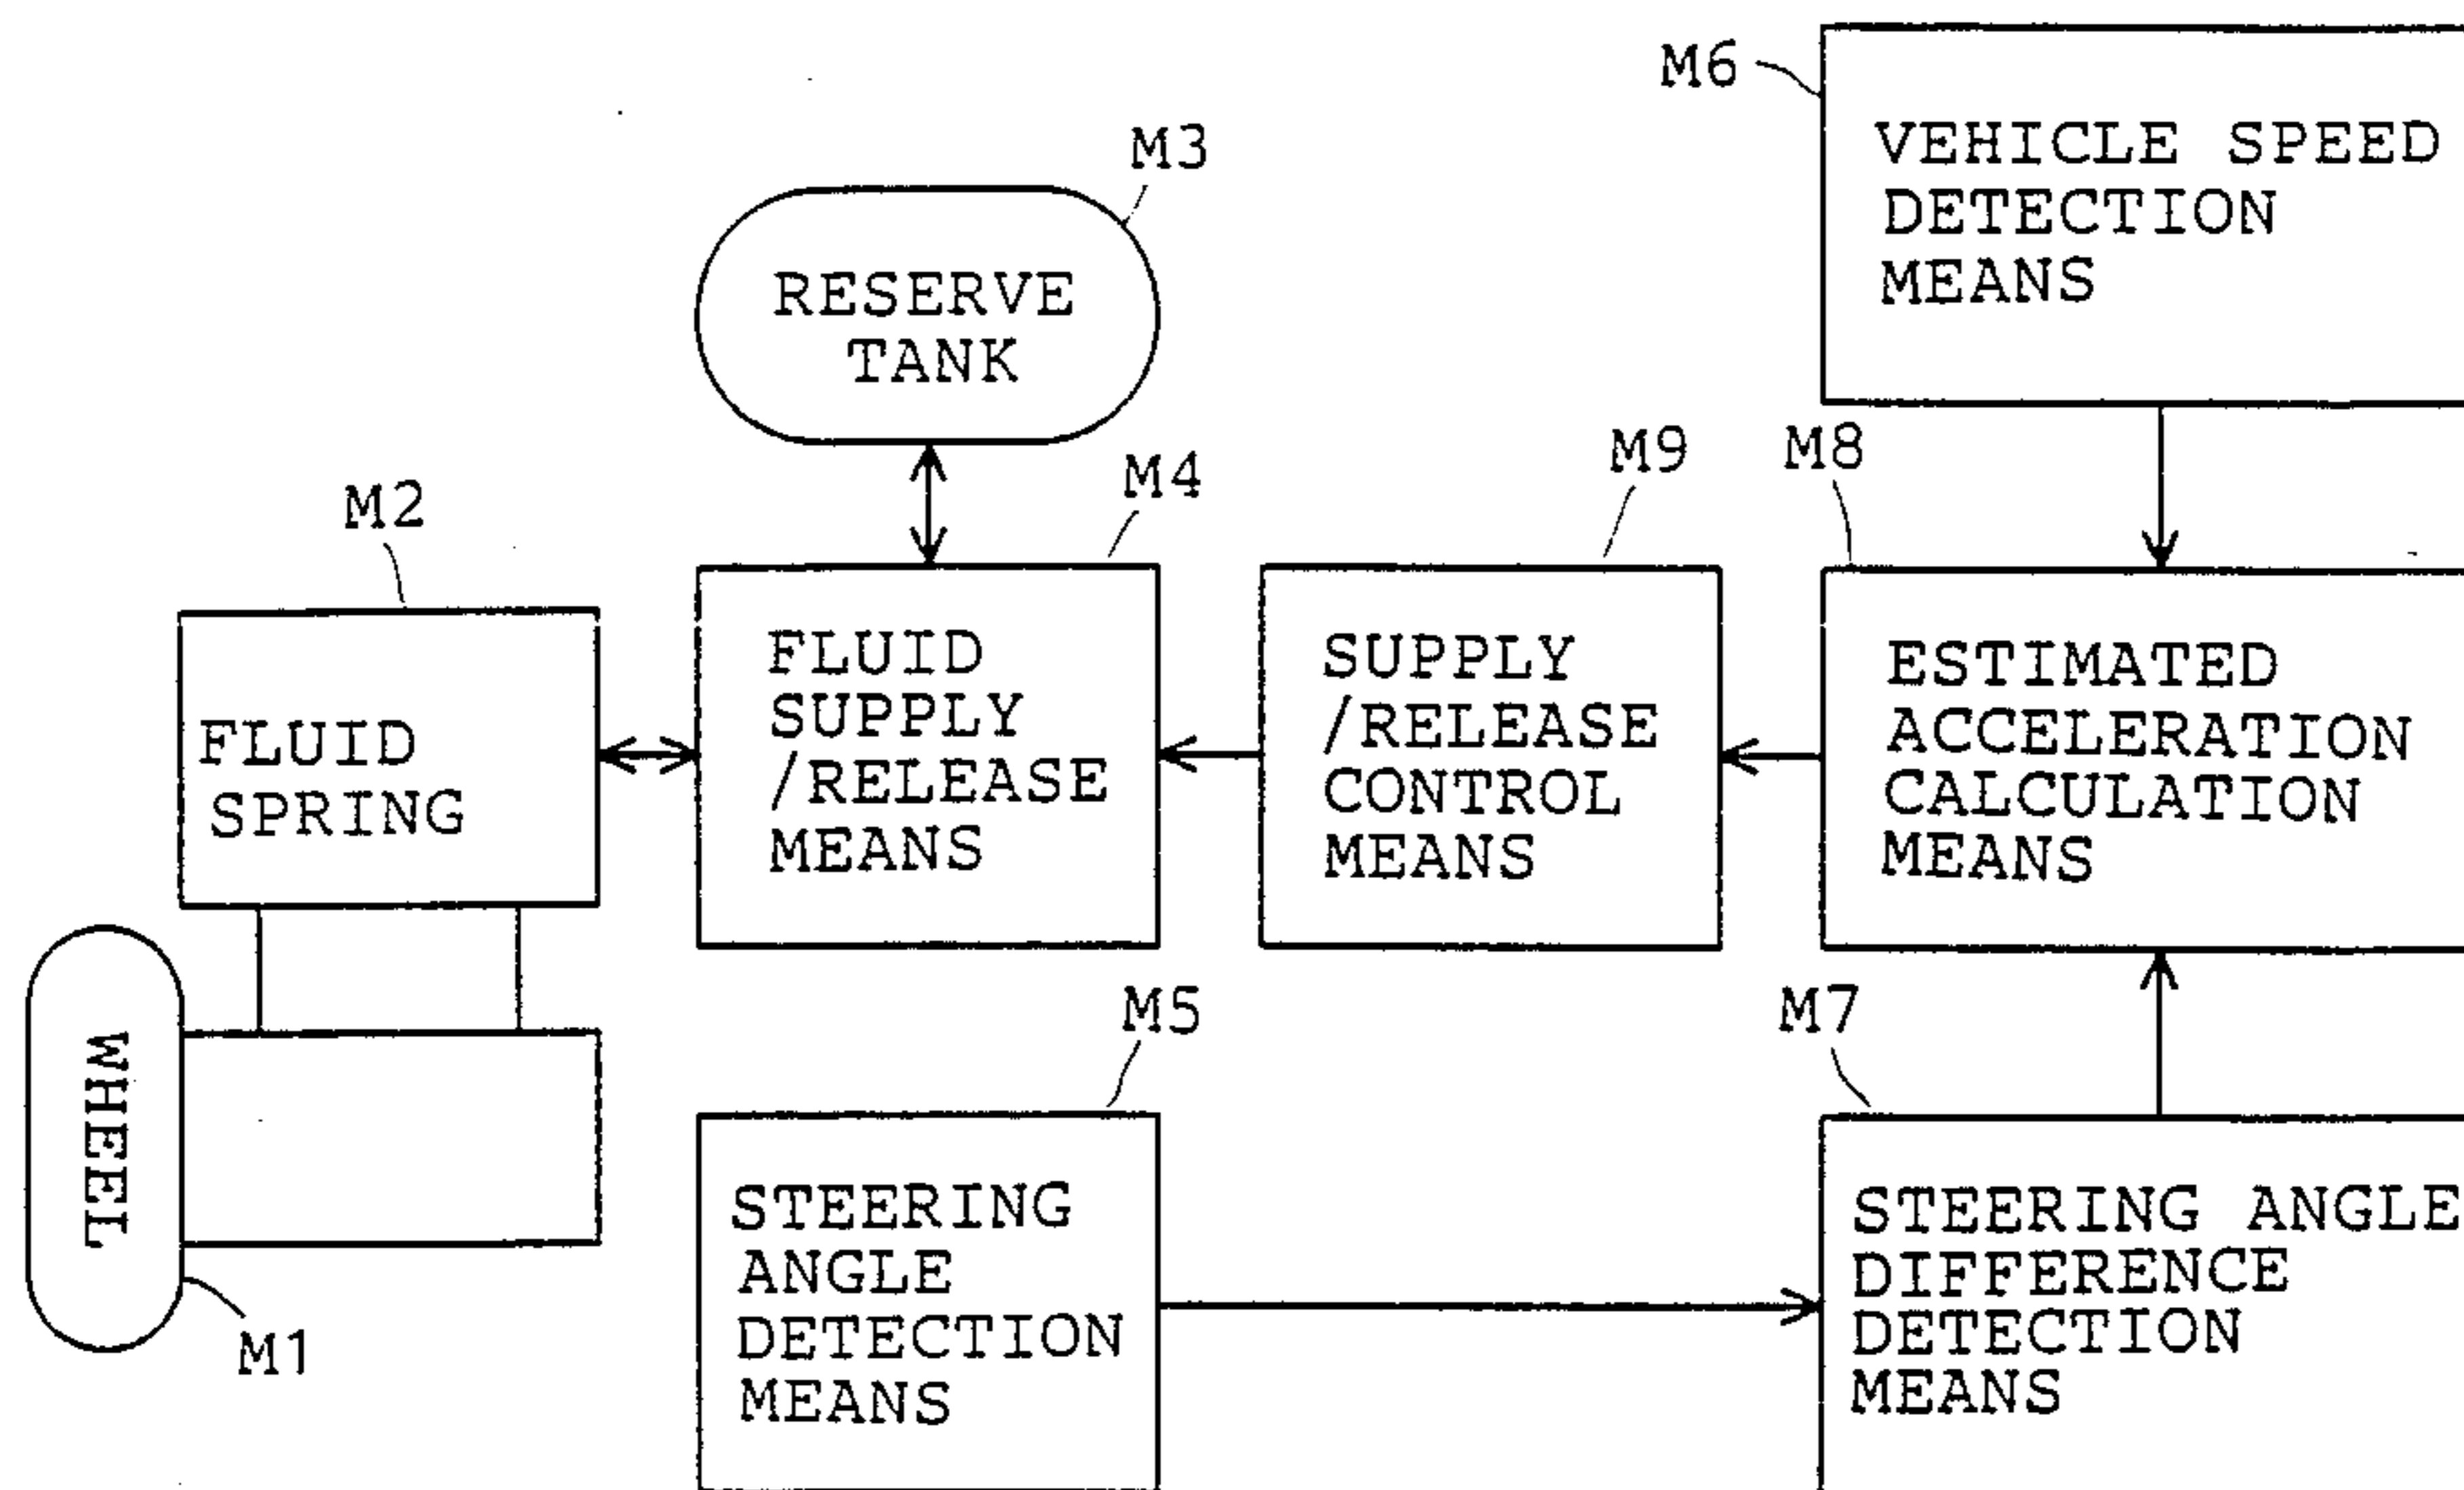 M6
VEHICLE SPEED
DETECTION
MEANS
M3
RESERVE
TANK
M2
FLUID
SPRING
M4
FLUID
SUPPLY
/RELEASE
MEANS
M9
SUPPLY
/RELEASE
CONTROL
MEANS
M8
ESTIMATED
ACCELERATION
CALCULATION
MEANS
WHEEL
M1
M5
STEERING
ANGLE
DETECTION
MEANS
M7
STEERING ANGLE
DIFFERENCE
DETECTION
MEANS